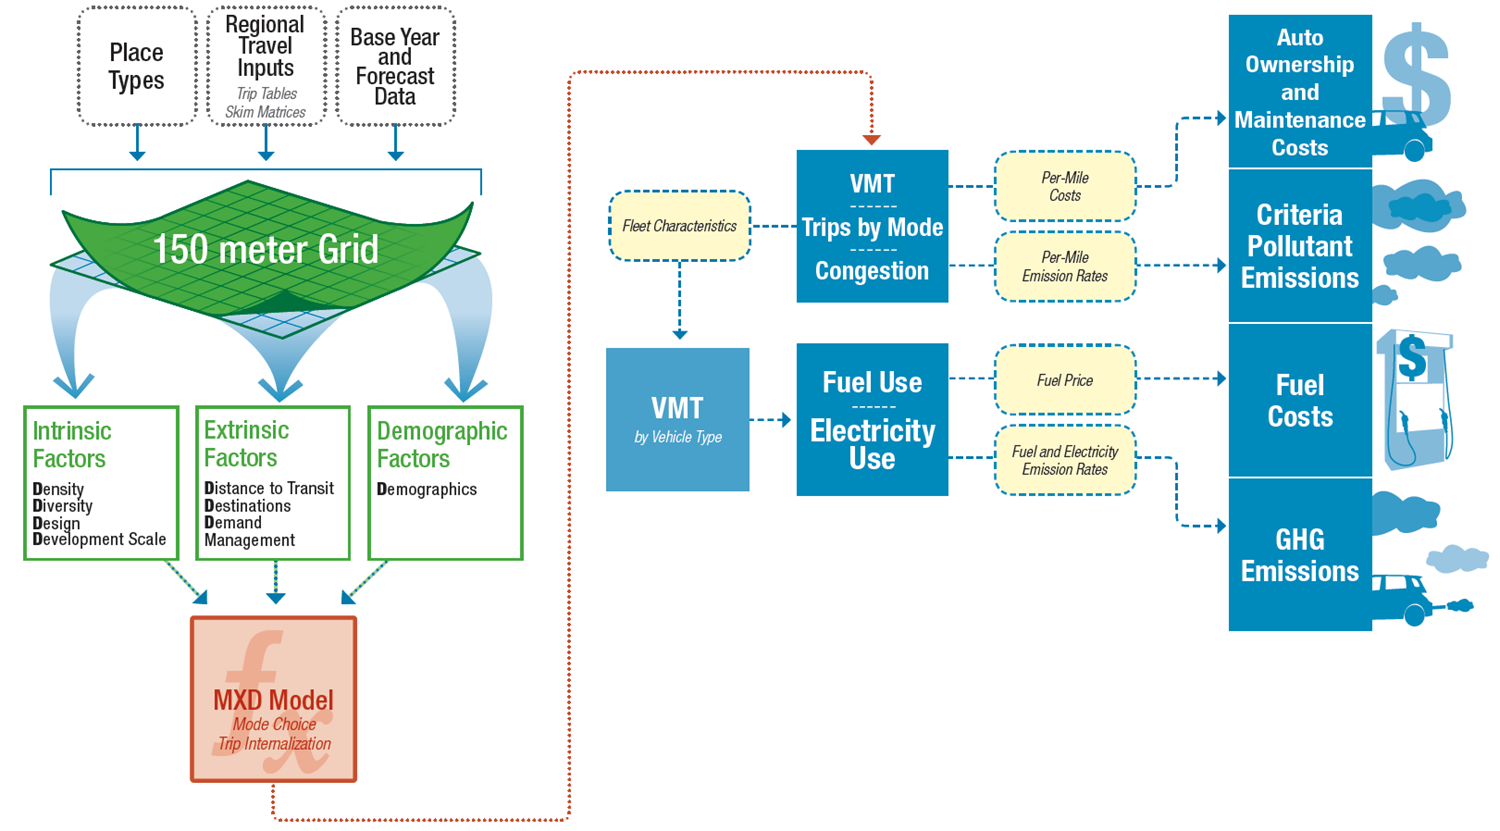 Place
Types
Regional
Travel
Inputs
Trip Tables
Skim Matrices
Base Year
and
Forecast
Data
150 meter Grid
Intrinsic
Factors
Density
Diversity
Design
Development Scale
Extrinsic
Factors
Distance to Transit
Destinations
Demand
Management
Demographic
Factors
Demographics
fx
MXD Model
Mode Choice
Trip Internalization
Fleet Characteristics
VMT
Trips by Mode
Congestion
Per-Mile
Costs
Per-Mile
Emission Rates
VMT
by Vehicle Type
Fuel Use
Electricity
Use
Fuel Price
Fuel and Electricity
Emission Rates
Auto
Ownership
and
Maintenance
Costs
$
Criteria
Pollutant
Emissions
Fuel
Costs
$
GHG
Emissions